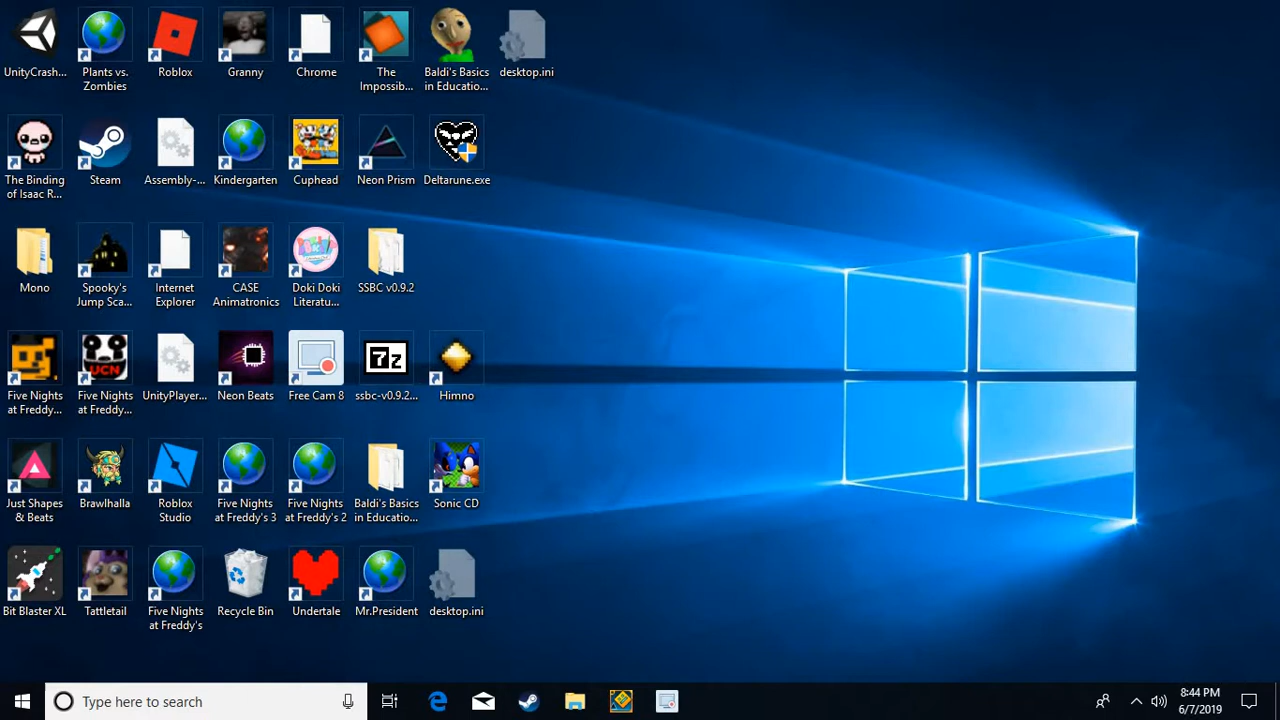 UnityCrash...
Plants vs.
Zombies
Roblox
Granny
Chrome
The
Impossib...
Baldi's Basics
in Educatio...
desktop.ini
The Binding
of Isaac R...
Steam
Assembly-...
Kindergarten
Cuphead
Neon Prism
Deltarune.exe
Mono
Spooky's
Jump Sca...
Internet
Explorer
CASE
Animatronics
DOKI DOKI
Doki Doki
Literatu...
SSBC v0.9.2
Five Nights
at Freddy...
UCN
Five Nights
at Freddy...
UnityPlayer...
Neon Beats
Free Cam 8
7z
ssbc-v0.9.2...
Himno
Just Shapes
& Beats
Brawlhalla
Roblox
Studio
Five Nights
at Freddy's 3
Five Nights
at Freddy's 2
Baldi's Basics
in Educatio...
Sonic CD
Bit Blaster XL
Tattletail
Five Nights
at Freddy's
Recycle Bin
Undertale
Mr.President
desktop.ini
Type here to search
8:44 PM
6/7/2019